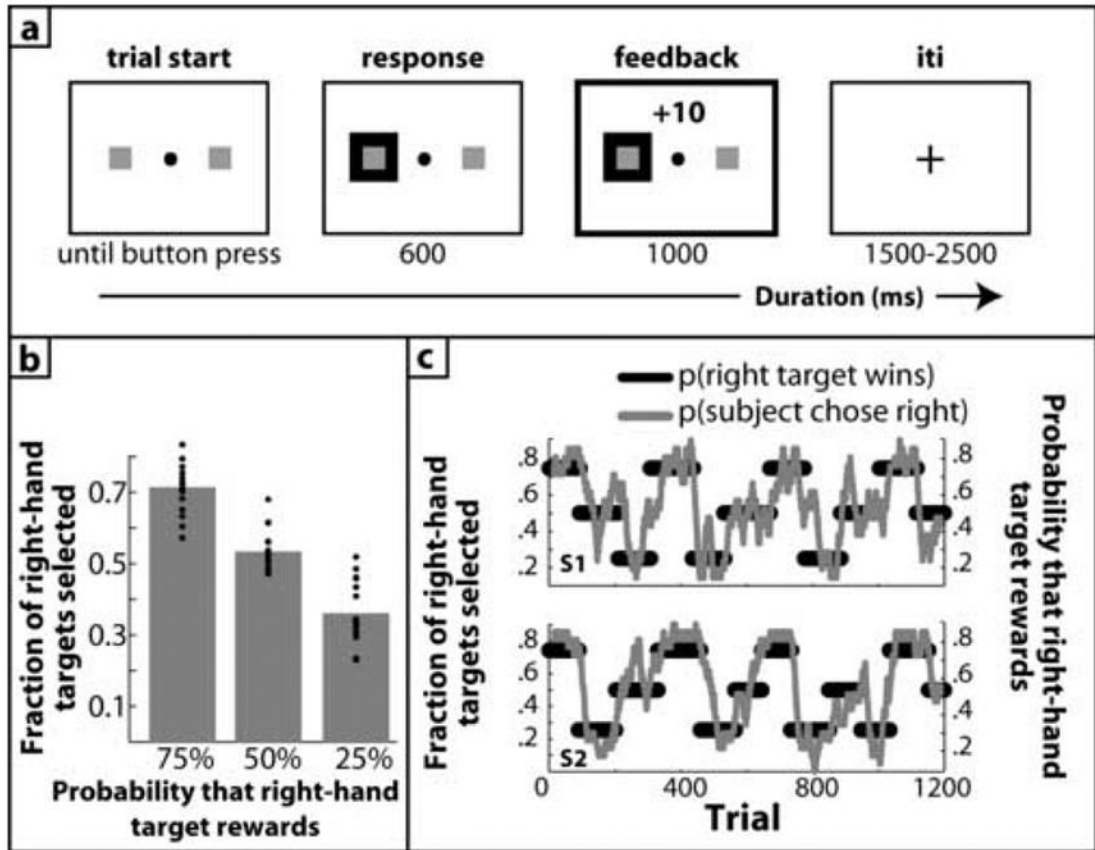 a
trial start
response
feedback
iti
+10
until button press
600
1000
1500-2500
Duration (ms)
b
Fraction of right-hand
targets selected
0.7
0.5
0.3
0.1
75%
50%
25%
Probability that right-hand
target rewards
c
p(right target wins)
p(subject chose right)
Fraction of right-hand
targets selected
.8
.6
.4
.2
S1
.8
.6
.4
.2
.8
.6
.4
.2
S2
.8
.6
.4
.2
0
400
800
1200
Trial
Probability that right-hand
target rewards